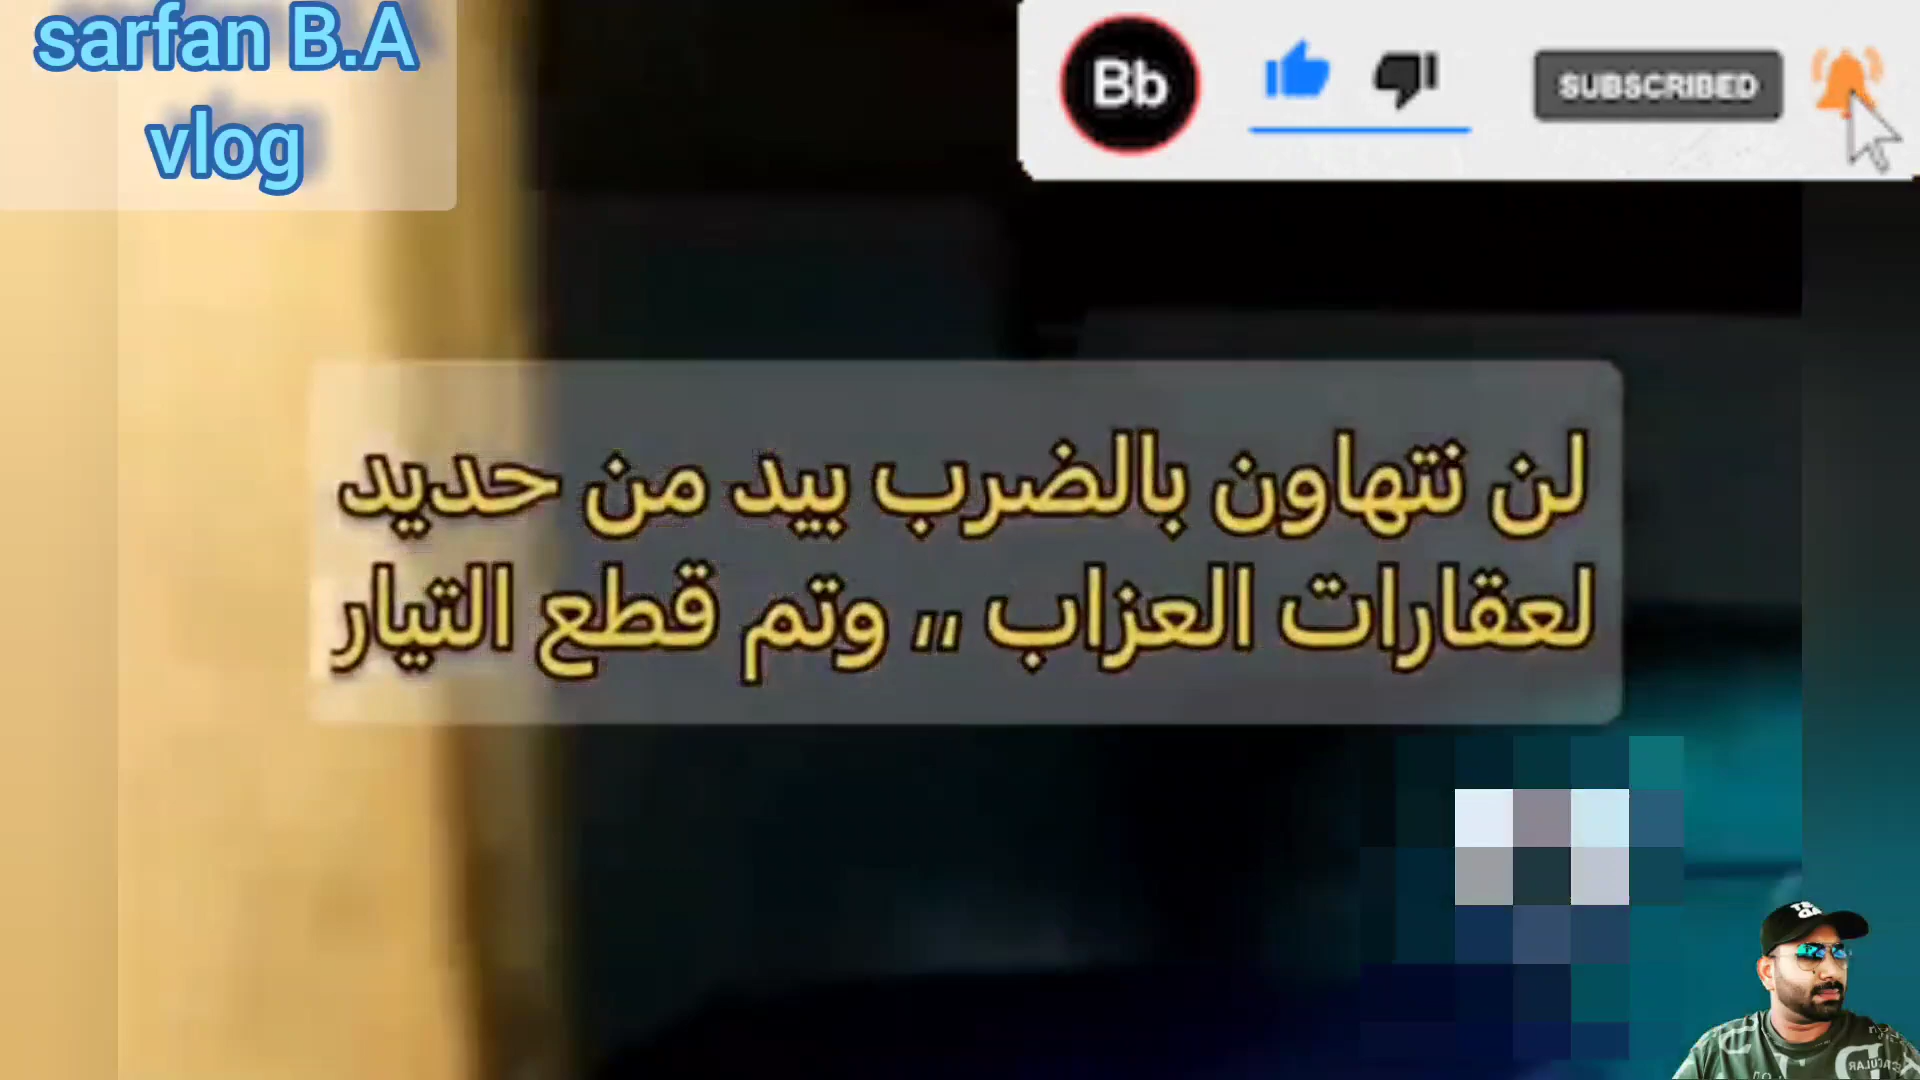 sarfan B.A
vlog
Bb
SUBSCRIBED
لن نتهاون بالضرب بيد من حديد
لعقارات العزاب ,, وتم قطع التيار